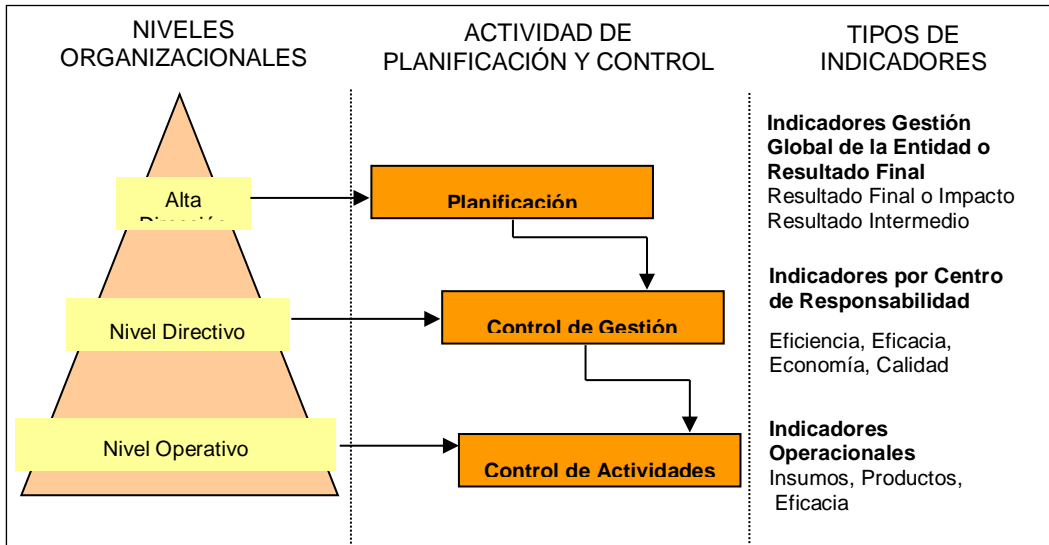 NIVELES
ORGANIZACIONALES
ACTIVIDAD DE
PLANIFICACIÓN Y CONTROL
TIPOS DE
INDICADORES
Alta
Nivel Directivo
Nivel Operativo
Planificación
Control de Gestión
Control de Actividades
Indicadores Gestión
Global de la Entidad o
Resultado Final
Resultado Final o Impacto
Resultado Intermedio
Indicadores por Centro
de Responsabilidad
Eficiencia, Eficacia,
Economía, Calidad
Indicadores
Operacionales
Insumos, Productos,
Eficacia